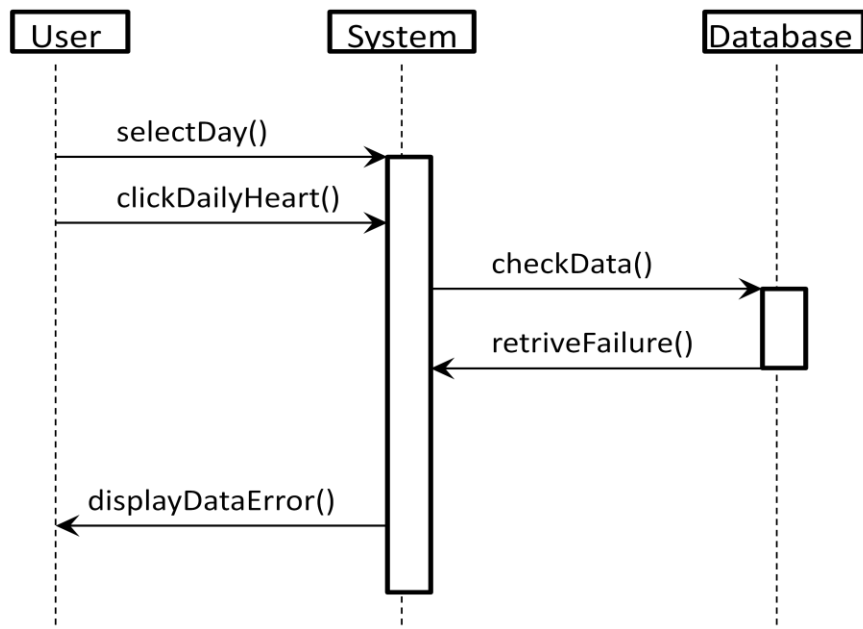 User
System
Database
selectDay()
clickDailyHeart()
checkData()
retriveFailure()
displayDataError()